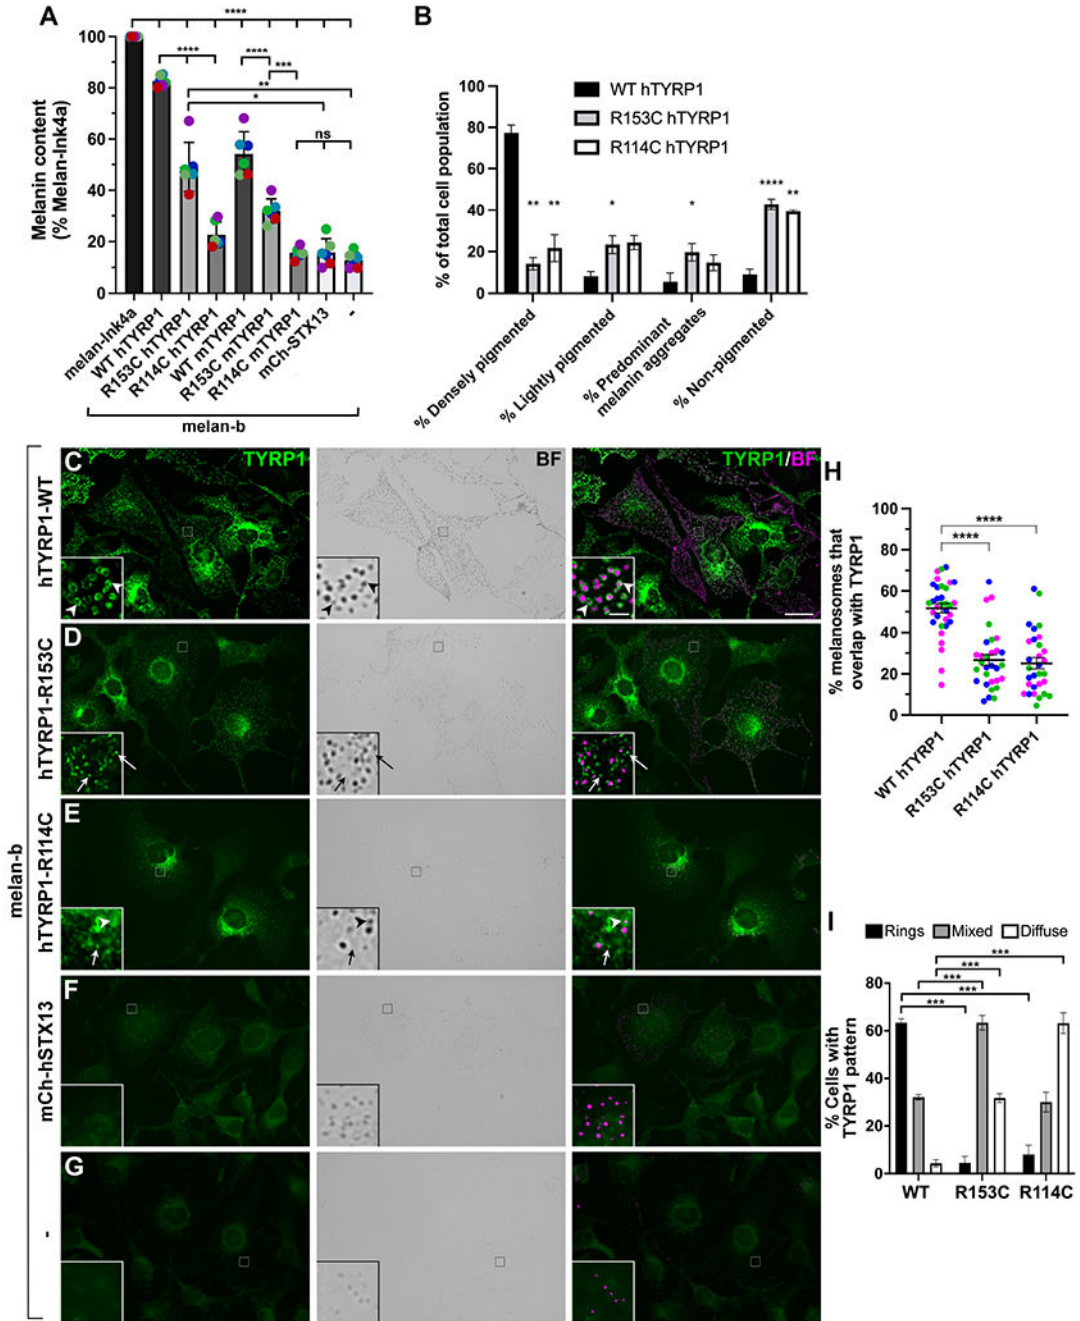 A
****
****
****
***
**
*
ns
Melanin content
(% Melan-Ink4a)
100
80
60
40
20
0
melan-Ink4a
WT hTYRP1
R153C hTYRP1
R114C hTYRP1
WT mTYRP1
R153C mTYRP1
R114C mTYRP1
mCh-STX13
-
melan-b
B
% of total cell population
100
80
60
40
20
0
WT hTYRP1
R153C hTYRP1
R114C hTYRP1
**
**
*
*
****
**
% Densely pigmented
% Lightly pigmented
% Predominant
melanin aggregates
% Non-pigmented
melan-b
hTYRP1-WT
C
TYRP1
BF
TYRP1/BF
hTYRP1-R153C
D
hTYRP1-R114C
E
mCh-hSTX13
F
-
G
H
% melanosomes that
overlap with TYRP1
100
80
60
40
20
0
****
****
WT hTYRP1
R153C hTYRP1
R114C hTYRP1
I
Rings
Mixed
Diffuse
% Cells with
TYRP1 pattern
80
60
40
20
0
***
***
***
***
***
WT
R153C
R114C